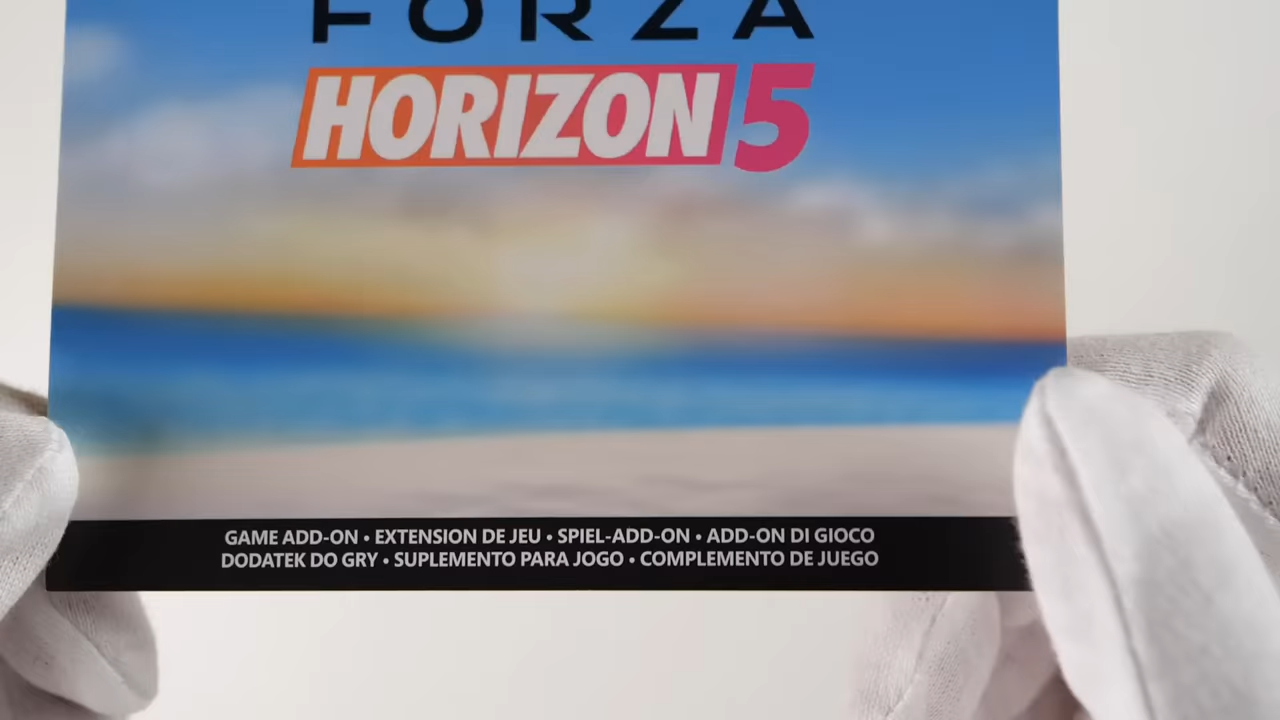 FORZA
HORIZON 5
GAME ADD-ON • EXTENSION DE JEU • SPIEL-ADD-ON • ADD-ON DI GIOCO
DODATEK DO GRY • SUPLEMENTO PARA JOGO • COMPLEMENTO DE JUEGO